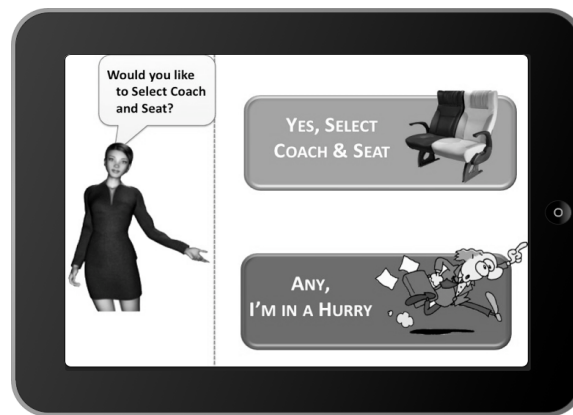 Would you like
to Select Coach
and Seat?
YES, SELECT
COACH & SEAT
ANY,
I'M IN A HURRY